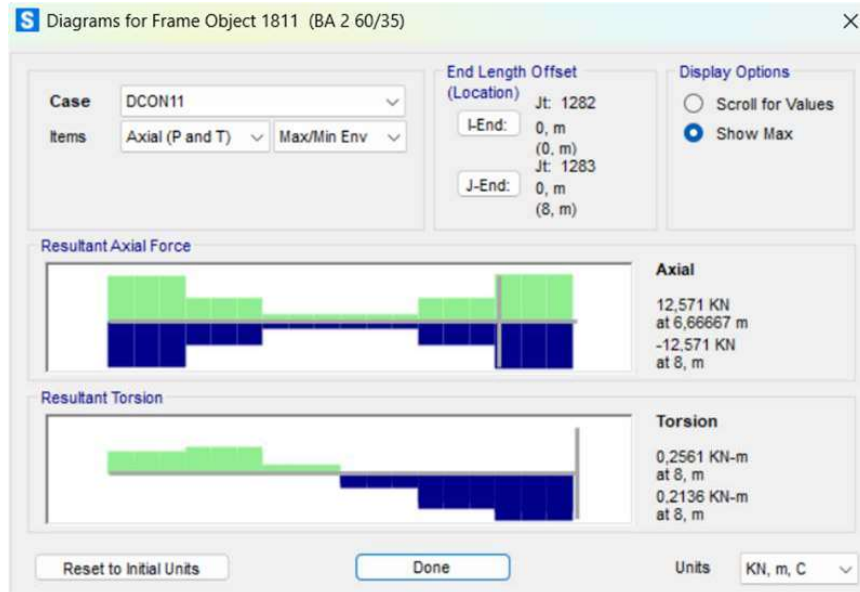 S Diagrams for Frame Object 1811 (BA 2 60/35)
Case DCON11
Items Axial (P and T) Max/Min Env
End Length Offset
(Location)
I-End: Jt: 1282
0, m
(0, m)
J-End: Jt: 1283
0, m
(8, m)
Display Options
Scroll for Values
Show Max
Resultant Axial Force
Axial
12,571 KN
at 6,66667 m
-12,571 KN
at 8, m
Resultant Torsion
Torsion
0,2561 KN-m
at 8, m
0,2136 KN-m
at 8, m
Reset to Initial Units Done Units KN, m, C